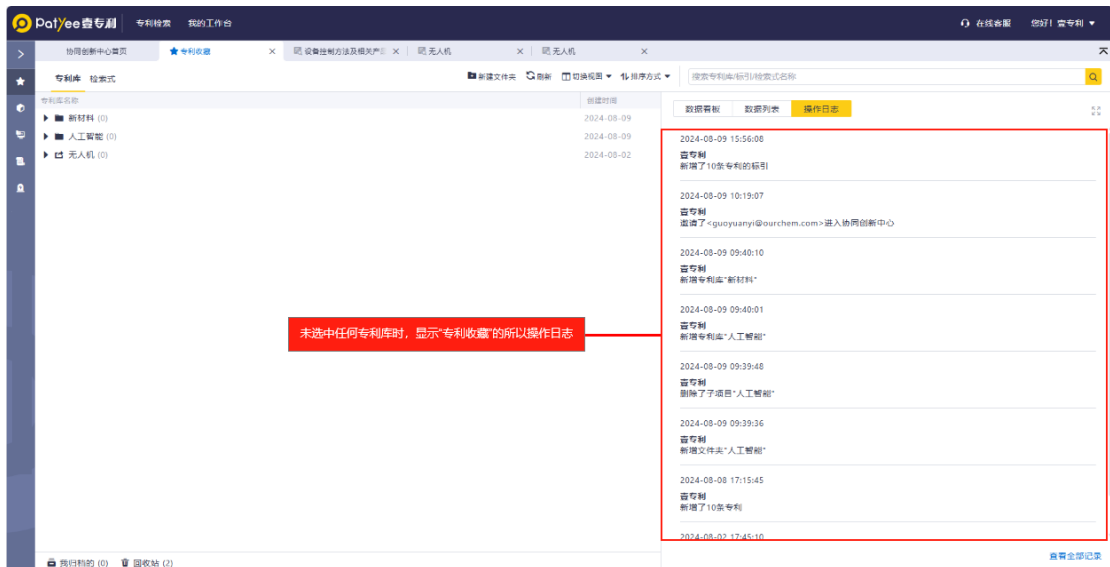 Patyee壹专利 专利检索 我的工作台 在线客服 您好! 壹专利
协同创新中心首页 专利收藏 设备控制方法及相关产 无人机 无人机
专利库 检索式 新建文件夹 刷新 切换视图 排序方式 搜索专利库/标引/检索式名称
专利库名称 创建时间
新材料 (0) 2024-08-09
人工智能 (0) 2024-08-09
无人机 (0) 2024-08-02
数据看板 数据列表 操作日志
2024-08-09 15:56:08
壹专利
新增了10条专利的标引
2024-08-09 10:19:07
壹专利
邀请了<guoyuanyi@ourchem.com>进入协同创新中心
2024-08-09 09:40:10
壹专利
新增专利库"新材料"
2024-08-09 09:40:01
壹专利
新增专利库"人工智能"
未选中任何专利库时，显示“专利收藏”的所以操作日志
2024-08-09 09:39:48
壹专利
删除了子项目"人工智能"
2024-08-09 09:39:36
壹专利
新增文件夹"人工智能"
2024-08-08 17:15:45
壹专利
新增了10条专利
2024-08-02 17:45:10
查看全部记录
我归档的 (0) 回收站 (2)